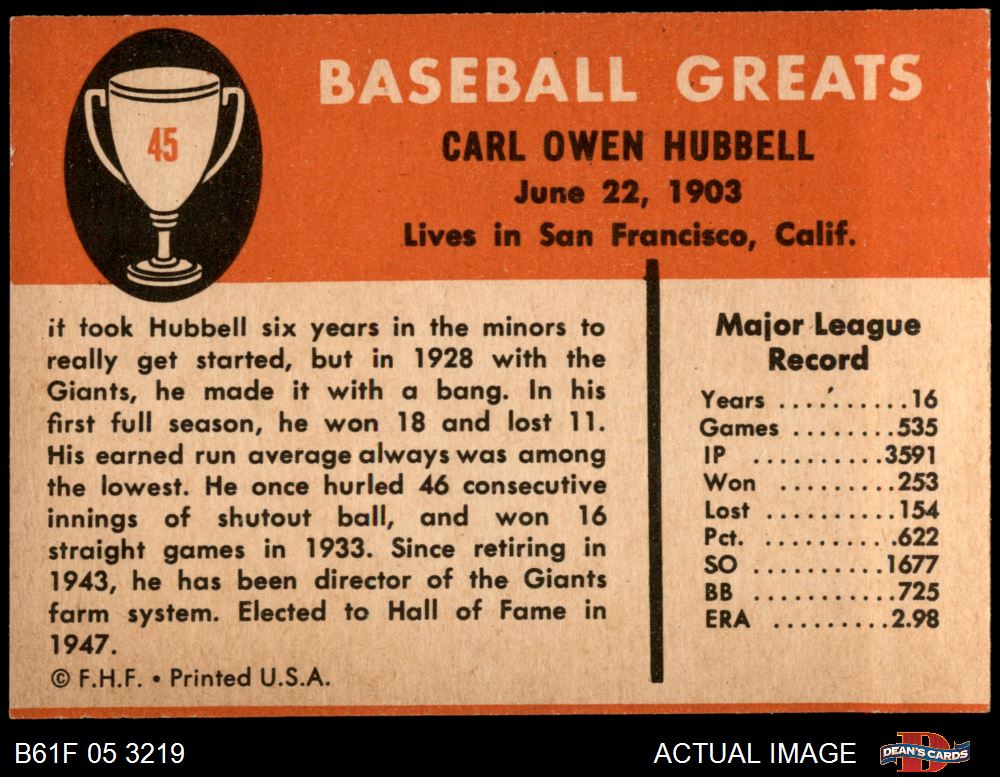 45
BASEBALL GREATS
CARL OWEN HUBBELL
June 22, 1903
Lives in San Francisco, Calif.
it took Hubbell six years in the minors to
really get started, but in 1928 with the
Giants, he made it with a bang. In his
first full season, he won 18 and lost 11.
His earned run average always was among
the lowest. He once hurled 46 consecutive
innings of shutout ball, and won 16
straight games in 1933. Since retiring in
1943, he has been director of the Giants
farm system. Elected to Hall of Fame in
1947.
© F.H.F. • Printed U.S.A.
Major League
Record
Years ..........16
Games ........535
IP ..........3591
Won .........253
Lost ..........154
Pct. ..........622
SO ..........1677
BB ...........725
ERA .........2.98
B61F 05 3219
ACTUAL IMAGE
D
DEAN'S CARDS